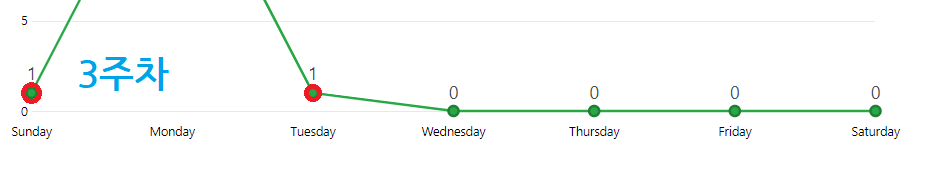 5
3주차
1
1
0
0
0
0
0
Sunday
Monday
Tuesday
Wednesday
Thursday
Friday
Saturday